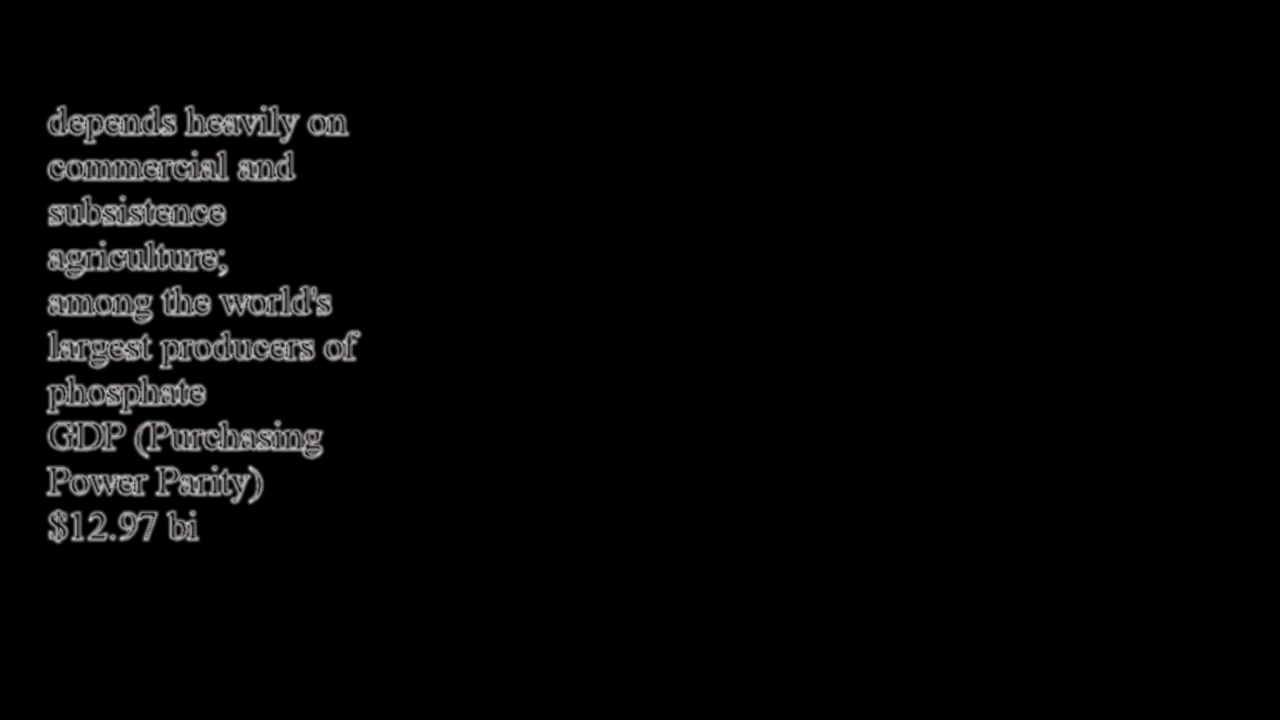 depends heavily on
commercial and
subsistence
agriculture;
among the world's
largest producers of
phosphate
GDP (Purchasing
Power Parity)
$12.97 bi